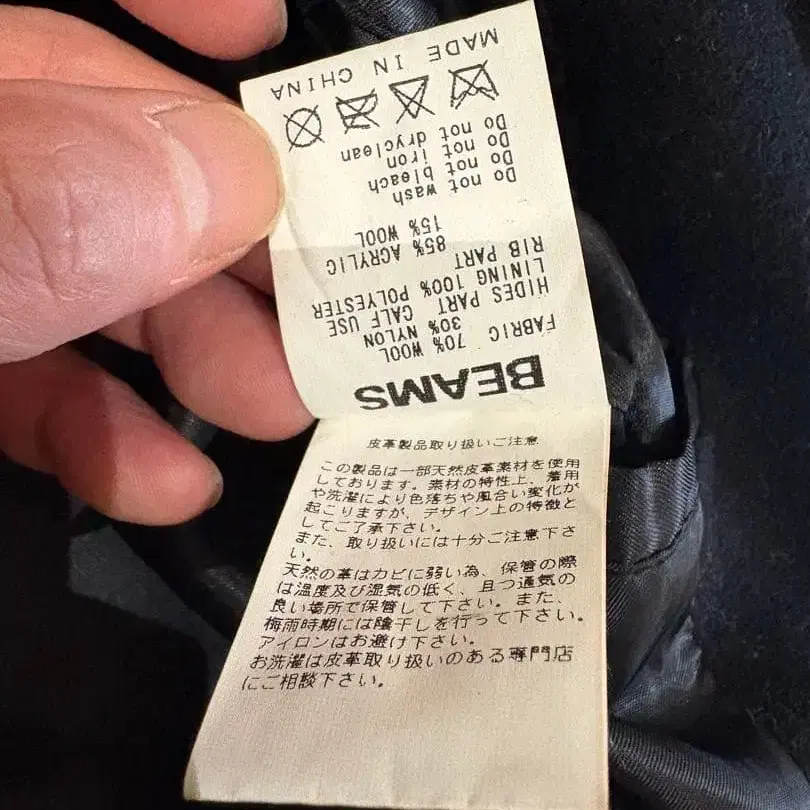 BEAMS
FABRIC 70% WOOL
30% NYLON
HIDES PART CALF USE
LINING 100% POLYESTER
RIB PART
85% ACRYLIC
15% WOOL
Do not wash
Do not bleach
Do not iron
Do not dryclean
MADE IN CHINA
皮革製品取り扱いご注意
この製品は一部天然皮革素材を使用
しております。素材の特性上、着用
や洗濯により色落ちや風合い変化が
起こりますが、デザイン上の特徴と
してご了承下さい。
また、取り扱いには十分ご注意下さ
い。
天然の革はカビに弱い為、保管の際
は温度及び湿気の低く、且つ通気の
良い場所で保管して下さい。また、
梅雨時期には陰干しを行って下さい。
アイロンはお避け下さい。
お洗濯は皮革取り扱いのある専門店
にご相談下さい。